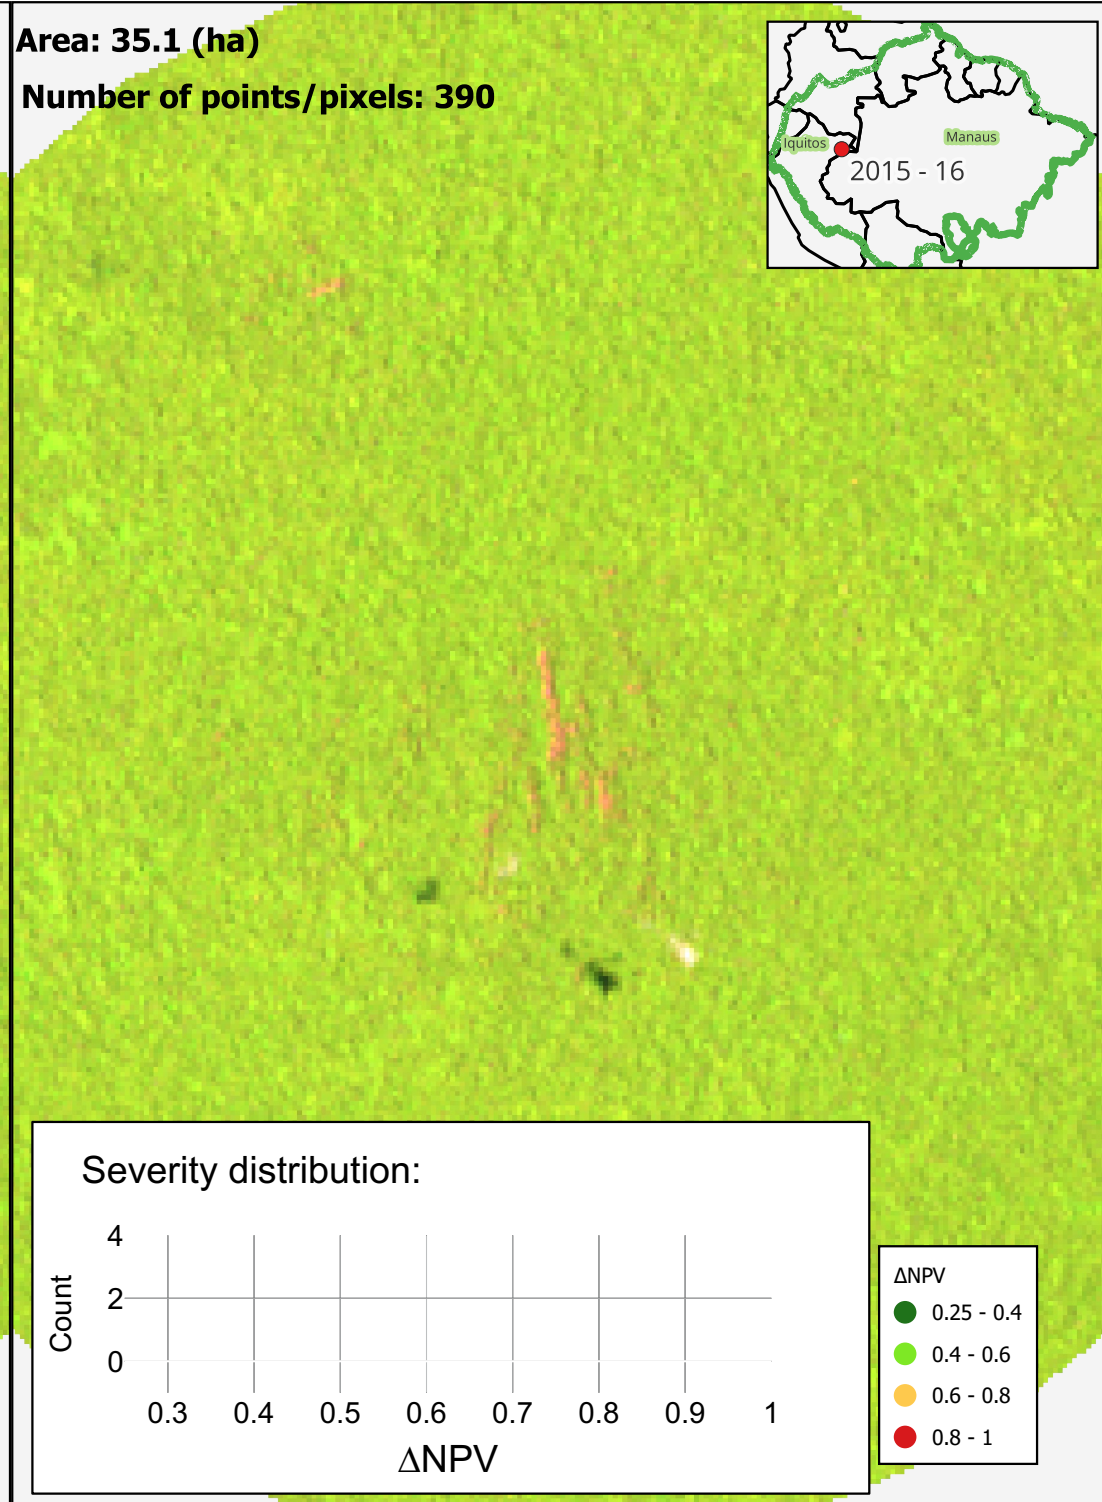 Area: 35.1 (ha)
Number of points/pixels: 390
Iquitos
Manaus
2015 - 16
Severity distribution:
4
2
0
Count
0.3 0.4 0.5 0.6 0.7 0.8 0.9 1
ΔNPV
ΔNPV
0.25 - 0.4
0.4 - 0.6
0.6 - 0.8
0.8 - 1